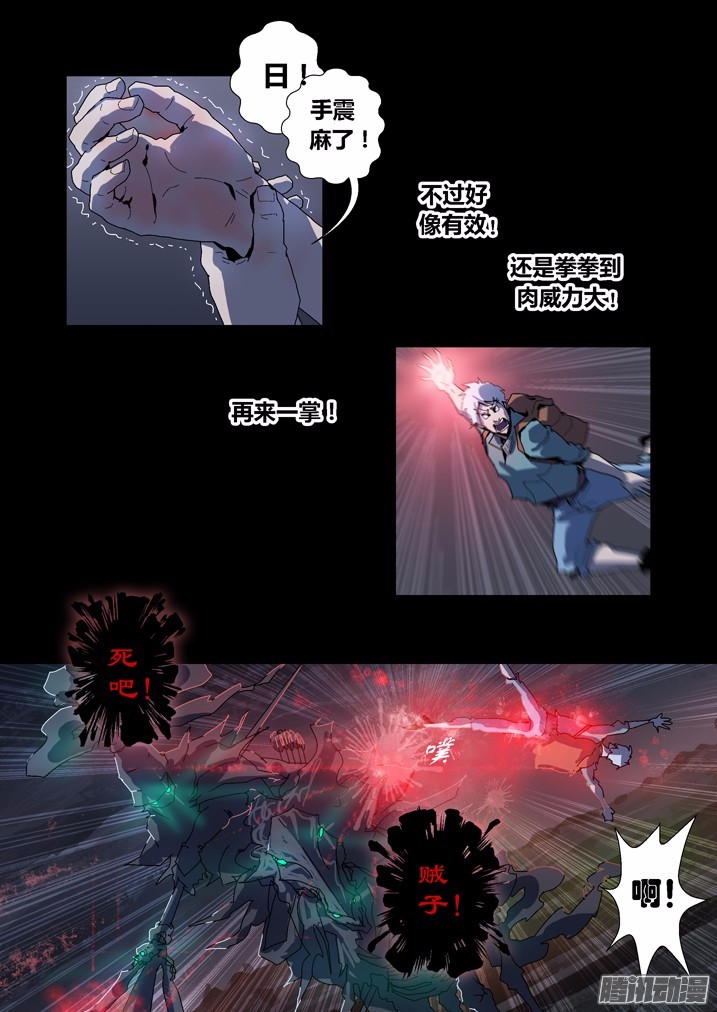 日！
手震
麻了！
不过好
像有效！
还是拳拳到
肉威力大！
再来一掌！
死
吧！
噗
贼
子！
啊！
腾讯动漫